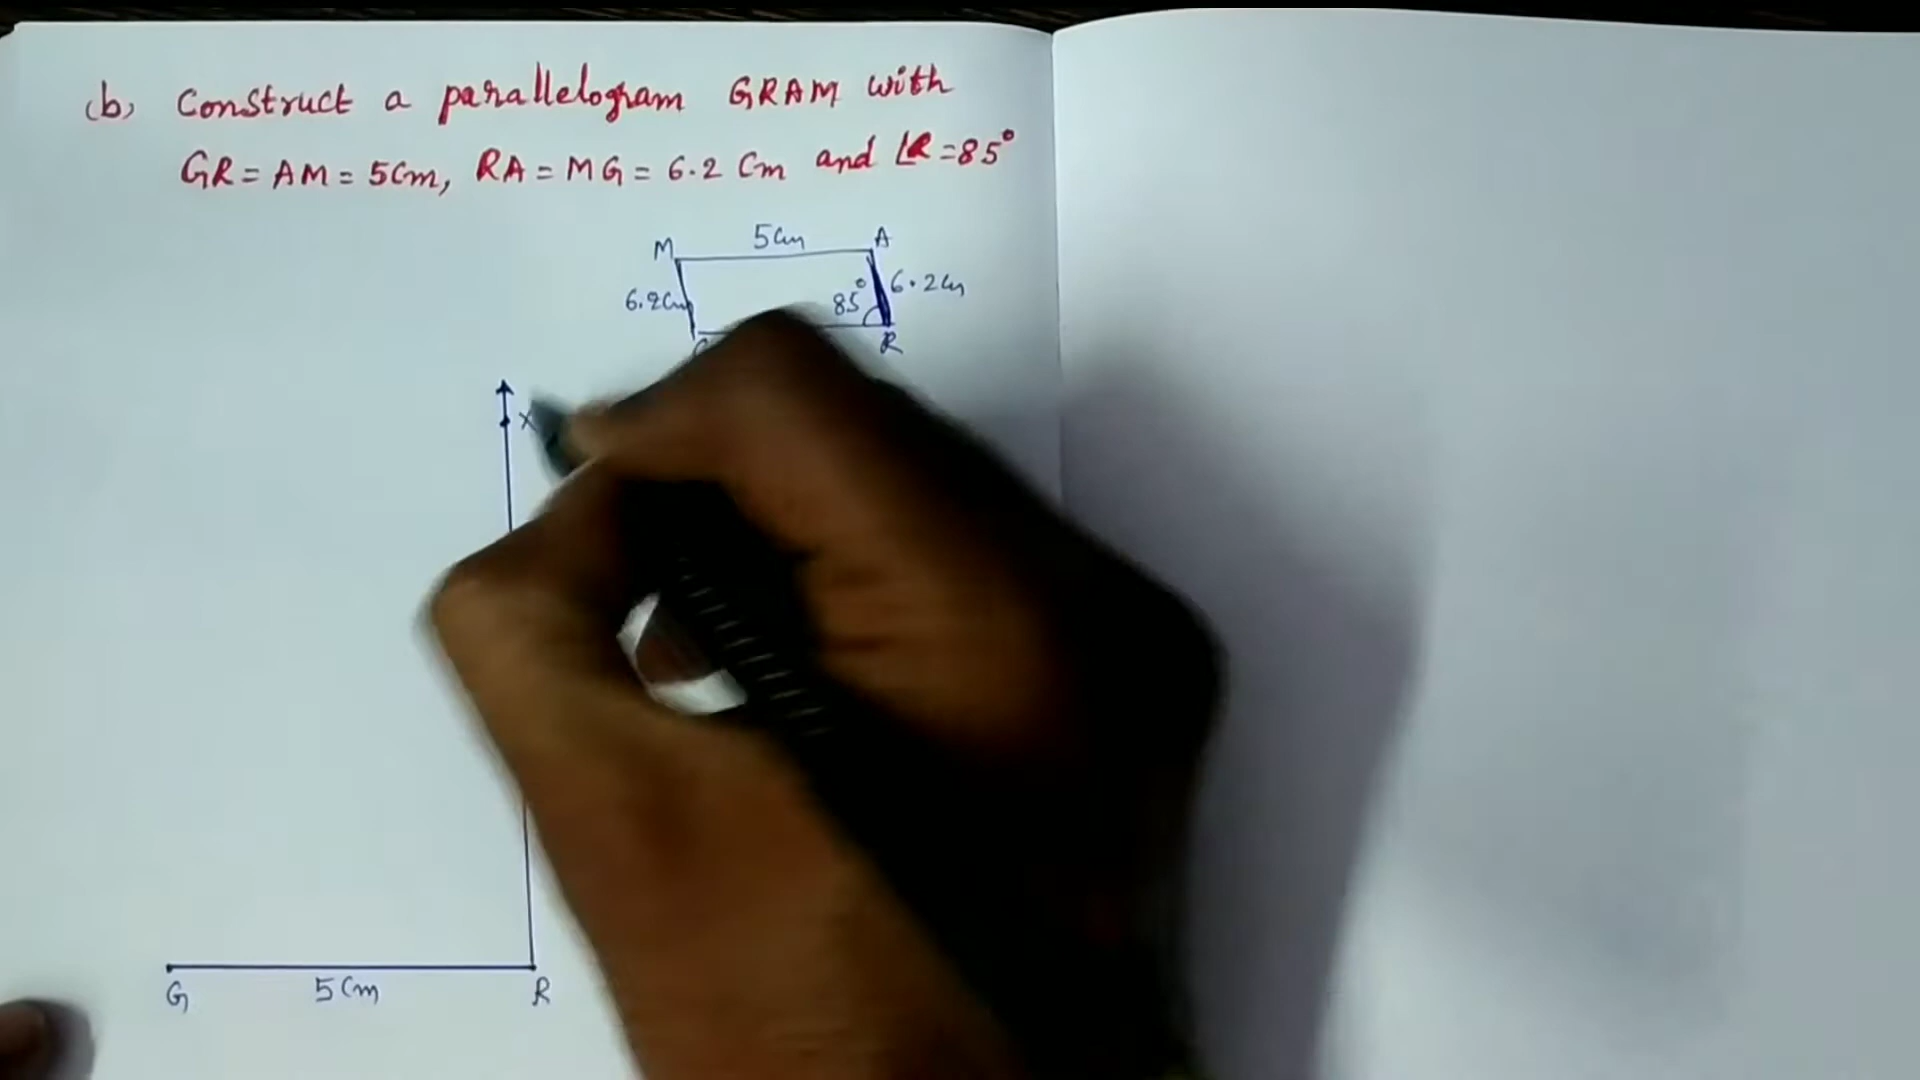 (b) Construct a parallelogram GRAM with
GR = AM = 5cm, RA = MG = 6.2 Cm and ∠R = 85°
M 5cm A
6.2cm 85° 6.2cm
R
X
G 5cm R